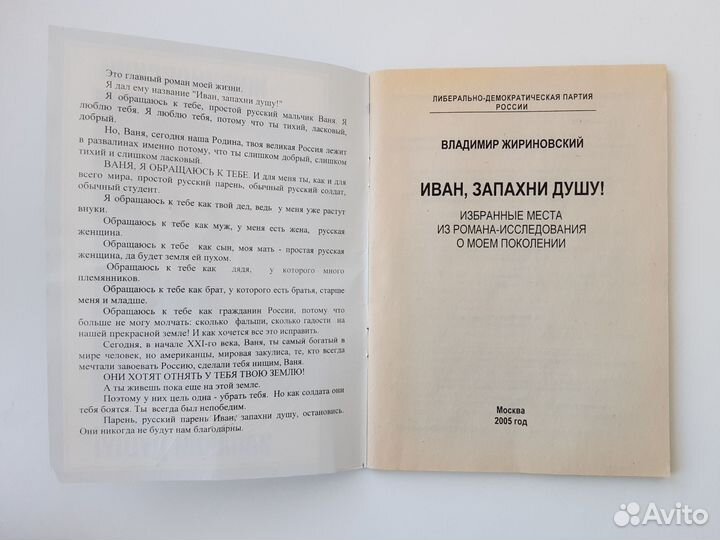 Это главный роман моей жизни.
Я дал ему название "Иван, запахни душу!"
Я обращаюсь к тебе, простой русский мальчик Ваня. Я
люблю тебя. Я люблю тебя, потому что ты тихий, ласковый,
добрый.
Но, Ваня, сегодня наша Родина, твоя великая Россия лежит
в развалинах именно потому, что ты слишком добрый, слишком
тихий и слишком ласковый.
ВАНЯ, Я ОБРАЩАЮСЬ К ТЕБЕ. И для меня ты, как и для
всего мира, простой русский парень, обычный русский солдат,
обычный студент.
Я обращаюсь к тебе как твой дед, ведь у меня уже растут
внуки.
Обращаюсь к тебе как муж, у меня есть жена, русская
женщина.
Обращаюсь к тебе как сын, моя мать - простая русская
женщина, да будет земля ей пухом.
Обращаюсь к тебе как дядя, у которого много
племянников.
Обращаюсь к тебе как брат, у которого есть братья, старше
меня и младше.
Обращаюсь к тебе как гражданин России, потому что
больше не могу молчать: сколько фальши, сколько гадости на
нашей прекрасной земле! И как хочется все это исправить.
Сегодня, в начале XXI-го века, Ваня, ты самый богатый в
мире человек, но американцы, мировая закулиса, те, кто всегда
мечтали завоевать Россию, сделали тебя нищим, Ваня.
ОНИ ХОТЯТ ОТНЯТЬ У ТЕБЯ ТВОЮ ЗЕМЛЮ!
А ты живешь пока еще на этой земле.
Поэтому у них цель одна - убрать тебя. Но как солдата они
тебя боятся. Ты всегда был непобедим.
Парень, русский парень Иван, запахни душу, остановись.
Они никогда не будут нам благодарны.
ЛИБЕРАЛЬНО-ДЕМОКРАТИЧЕСКАЯ ПАРТИЯ
РОССИИ
ВЛАДИМИР ЖИРИНОВСКИЙ
ИВАН, ЗАПАХНИ ДУШУ!
ИЗБРАННЫЕ МЕСТА
ИЗ РОМАНА-ИССЛЕДОВАНИЯ
О МОЕМ ПОКОЛЕНИИ
Москва
2005 год
Avito